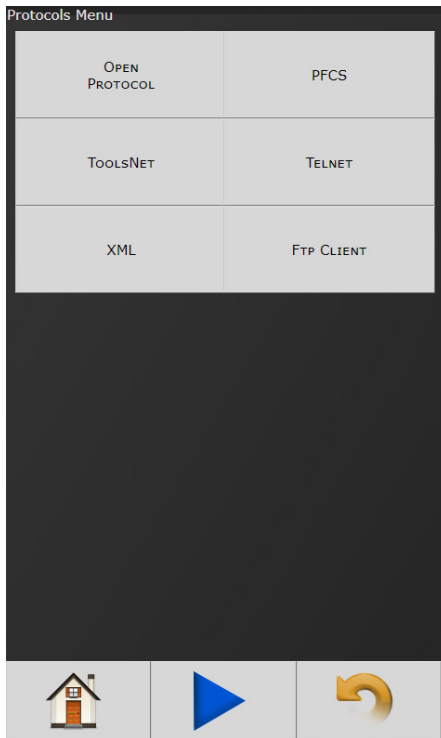 Protocols Menu
Open
Protocol
PFCS
ToolsNet
Telnet
XML
Ftp Client